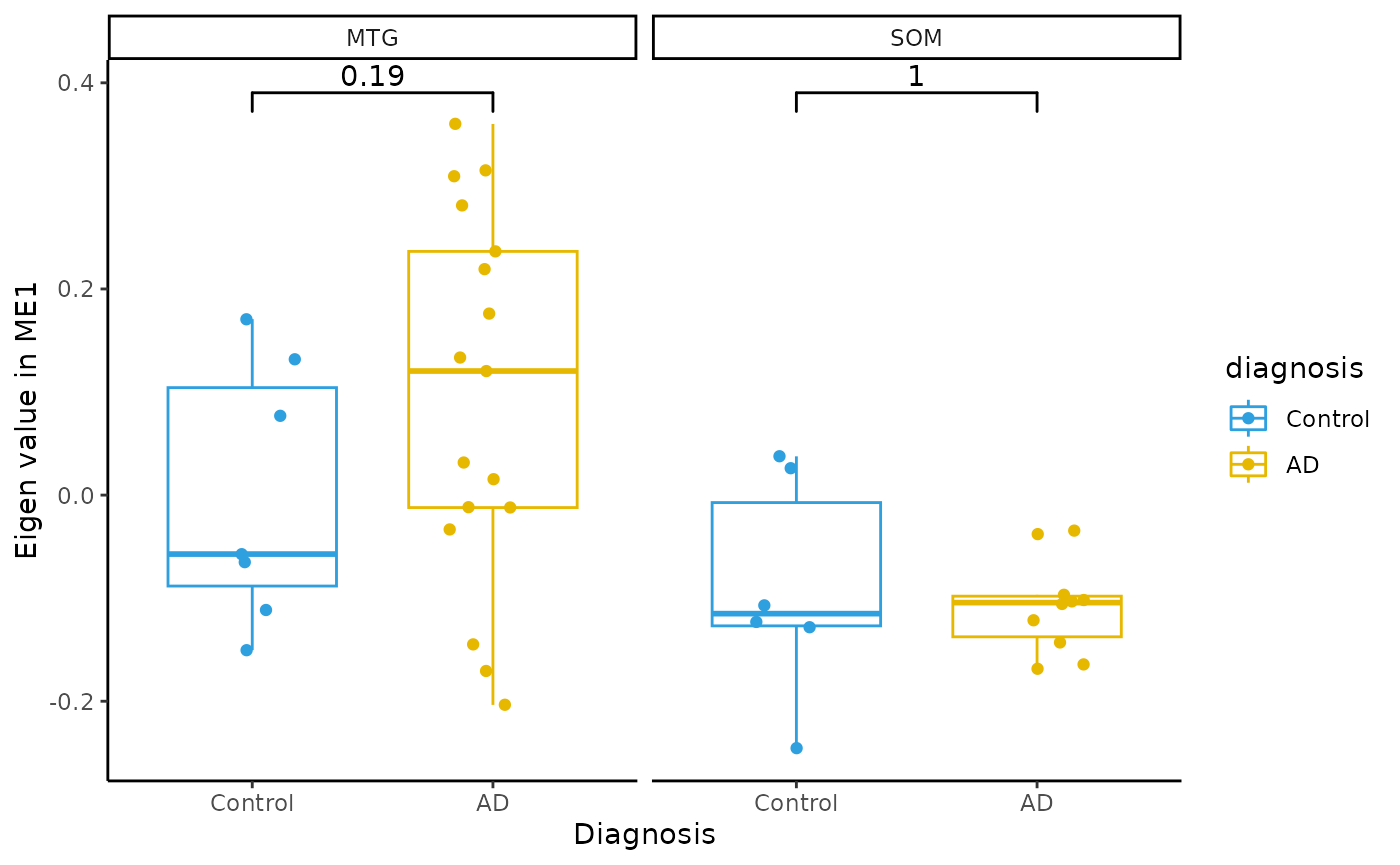 MTG
SOM
0.19
1
0.4
0.2
0.0
-0.2
Eigen value in ME1
Control
AD
Control
AD
Diagnosis
diagnosis
Control
AD